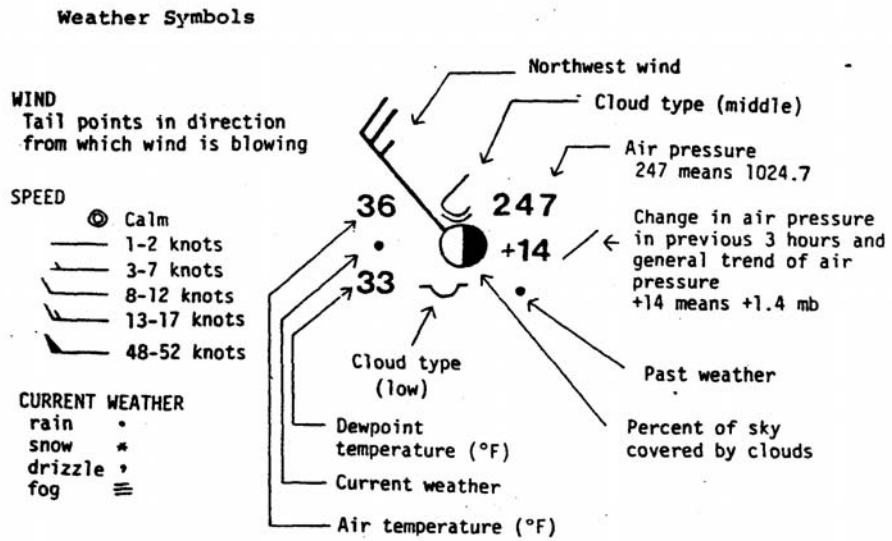 Weather Symbols
WIND
Tail points in direction
from which wind is blowing
SPEED
Calm
1-2 knots
3-7 knots
8-12 knots
13-17 knots
48-52 knots
CURRENT WEATHER
rain
snow
drizzle
fog
Northwest wind
Cloud type (middle)
Air pressure
247 means 1024.7
36
247
+14
33
Change in air pressure
in previous 3 hours and
general trend of air
pressure
+14 means +1.4 mb
Cloud type
(low)
Past weather
Dewpoint
temperature (°F)
Percent of sky
covered by clouds
Current weather
Air temperature (°F)